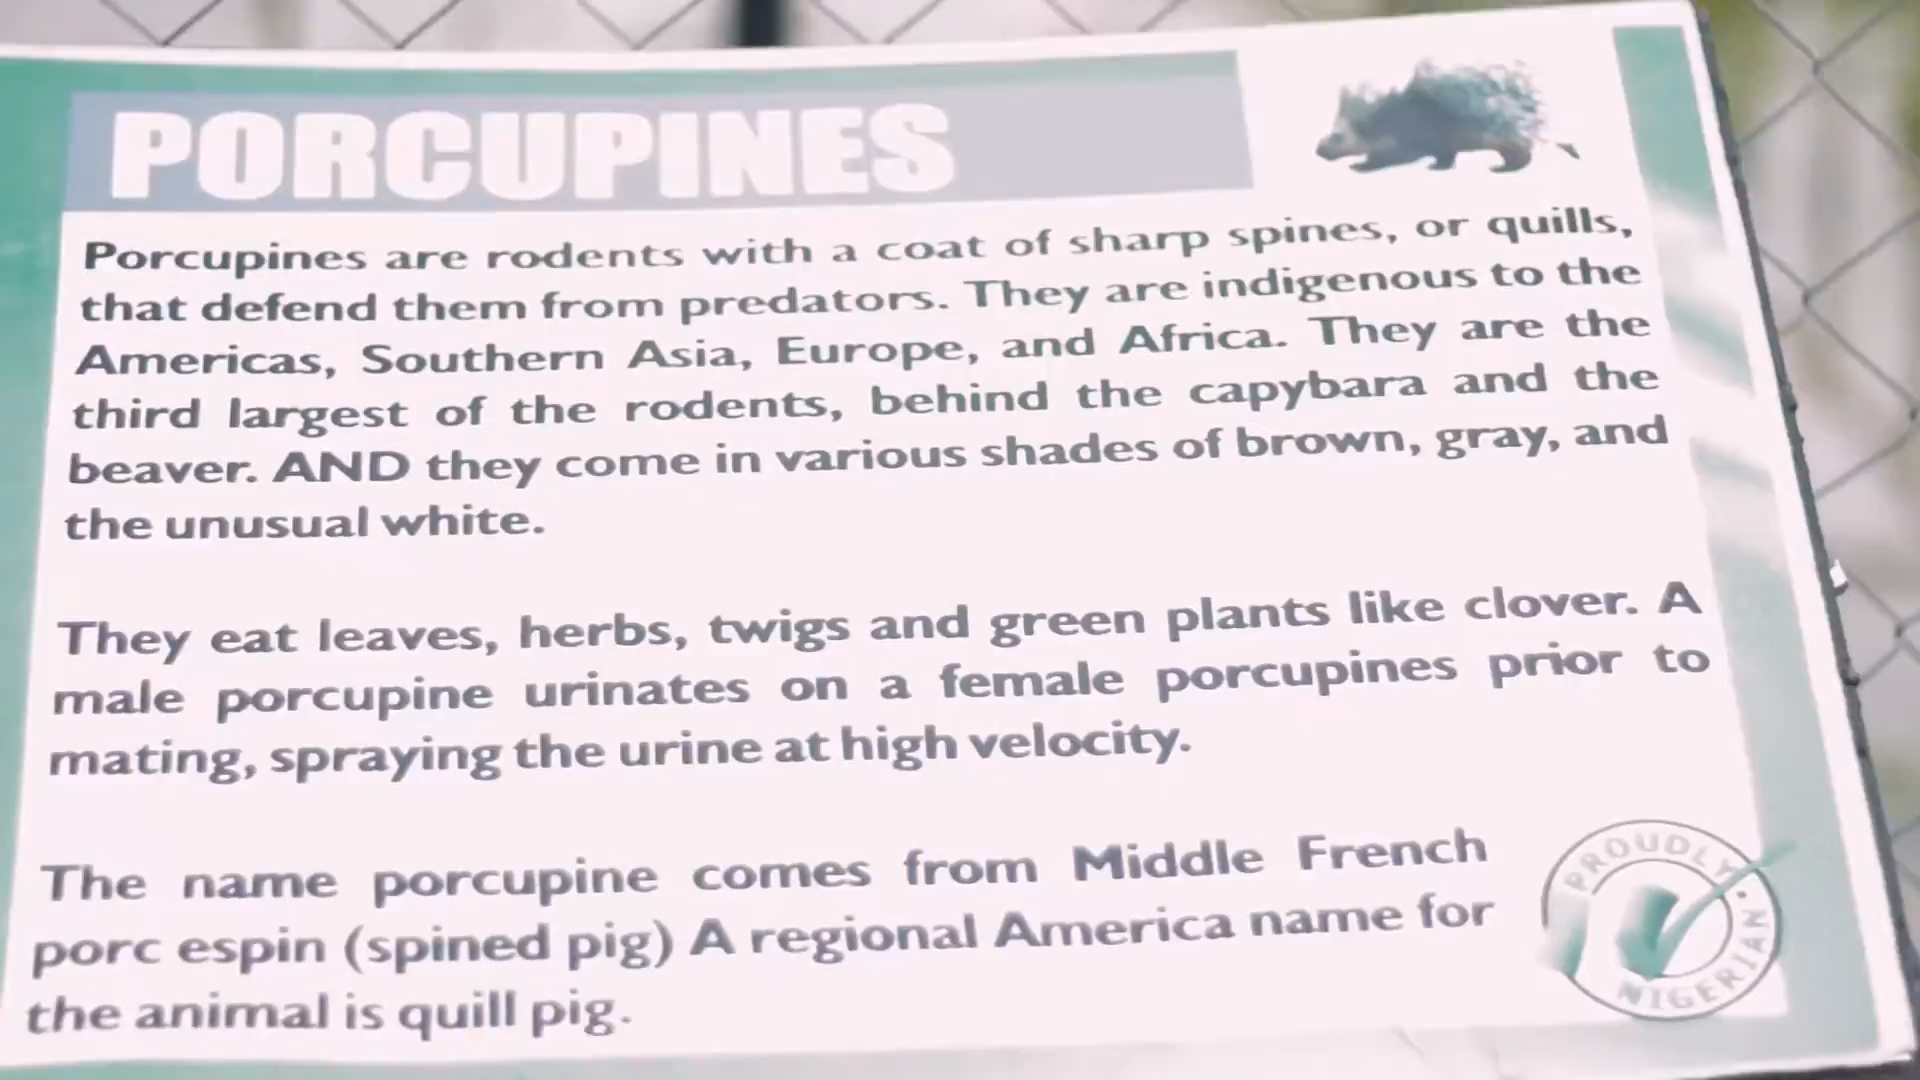 PORCUPINES
Porcupines are rodents with a coat of sharp spines, or quills,
that defend them from predators. They are indigenous to the
Americas, Southern Asia, Europe, and Africa. They are the
third largest of the rodents, behind the capybara and the
beaver. AND they come in various shades of brown, gray, and
the unusual white.
They eat leaves, herbs, twigs and green plants like clover. A
male porcupine urinates on a female porcupines prior to
mating, spraying the urine at high velocity.
The name porcupine comes from Middle French
porc espin (spined pig) A regional America name for
the animal is quill pig.
PROUDLY
NIGERIAN